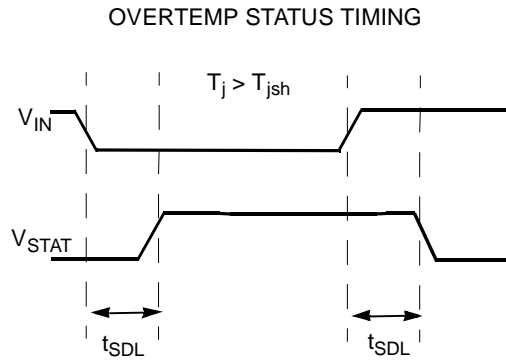 OVERTEMP STATUS TIMING
Tj > Tjsh
VIN
VSTAT
tSDL
tSDL